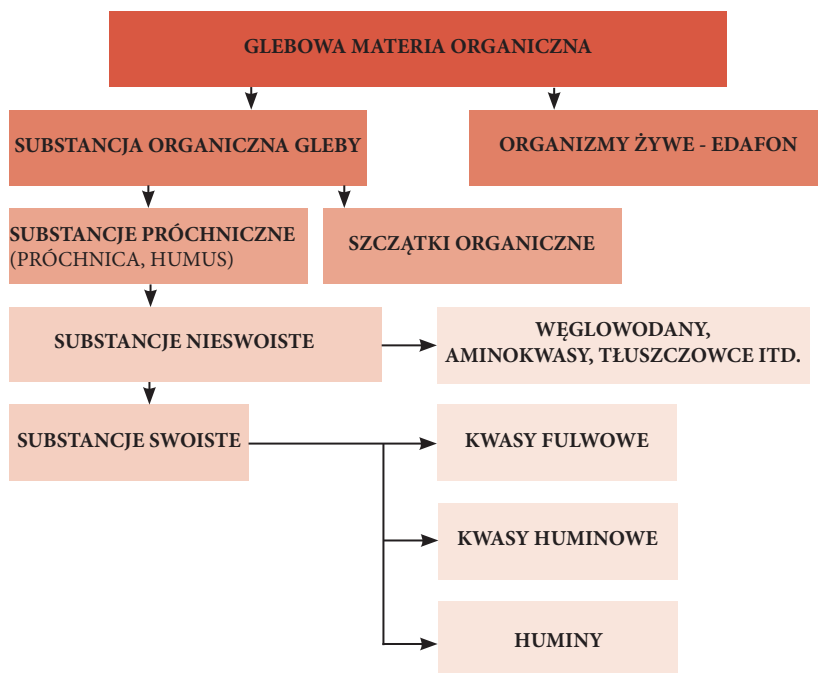 GLEBOWA MATERIA ORGANICZNA
SUBSTANCJA ORGANICZNA GLEBY
ORGANIZMY ŻYWE - EDAFON
SUBSTANCJE PRÓCHNICZNE
(PRÓCHNICA, HUMUS)
SZCZĄTKI ORGANICZNE
SUBSTANCJE NIESWOISTE
WĘGLOWODANY,
AMINOKWASY, TŁUSZCZOWCE ITD.
SUBSTANCJE SWOISTE
KWASY FULWOWE
KWASY HUMINOWE
HUMINY